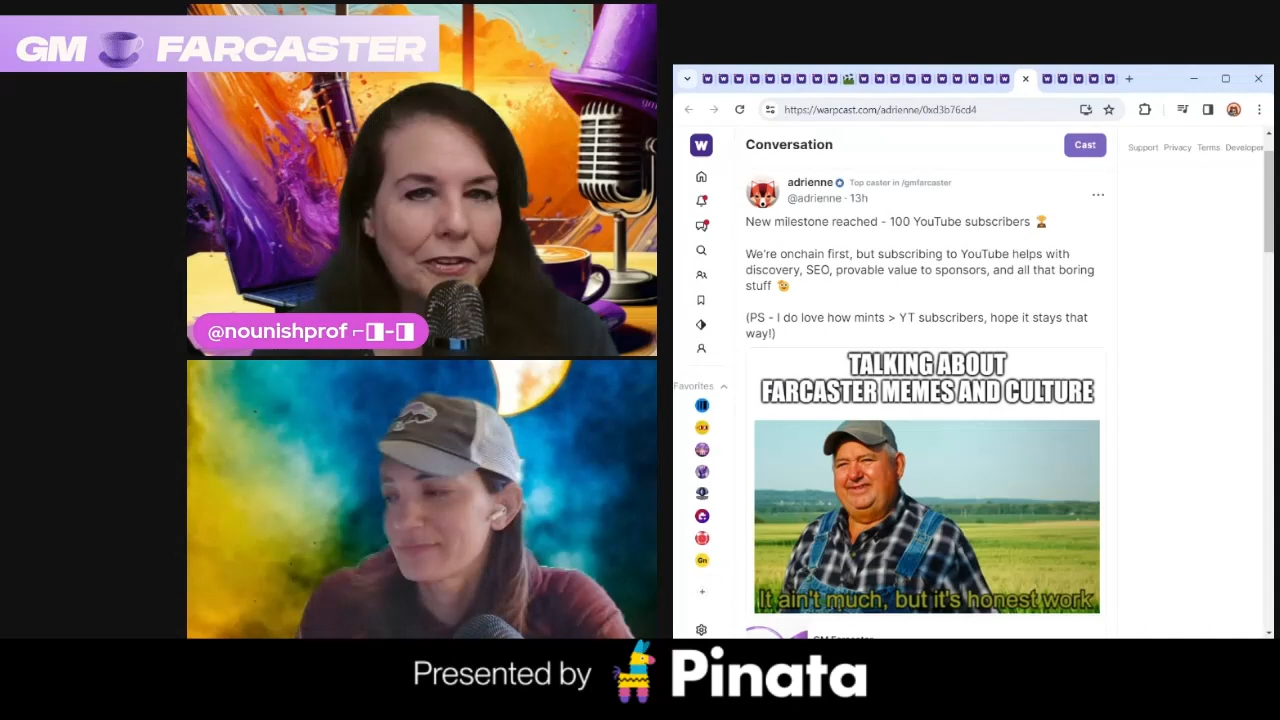 GM FARCASTER
@nounishprof ⌐◨-◨
https://warpcast.com/adrienne/0xd3b76cd4
W
Conversation
Cast
Support Privacy Terms Developer
adrienne Top caster in /gmfarcaster
@adrienne · 13h
New milestone reached - 100 YouTube subscribers
We're onchain first, but subscribing to YouTube helps with
discovery, SEO, provable value to sponsors, and all that boring
stuff
(PS - I do love how mints > YT subscribers, hope it stays that
way!)
TALKING ABOUT
FARCASTER MEMES AND CULTURE
It ain't much, but it's honest work
Favorites
Gn
Presented by Pinata